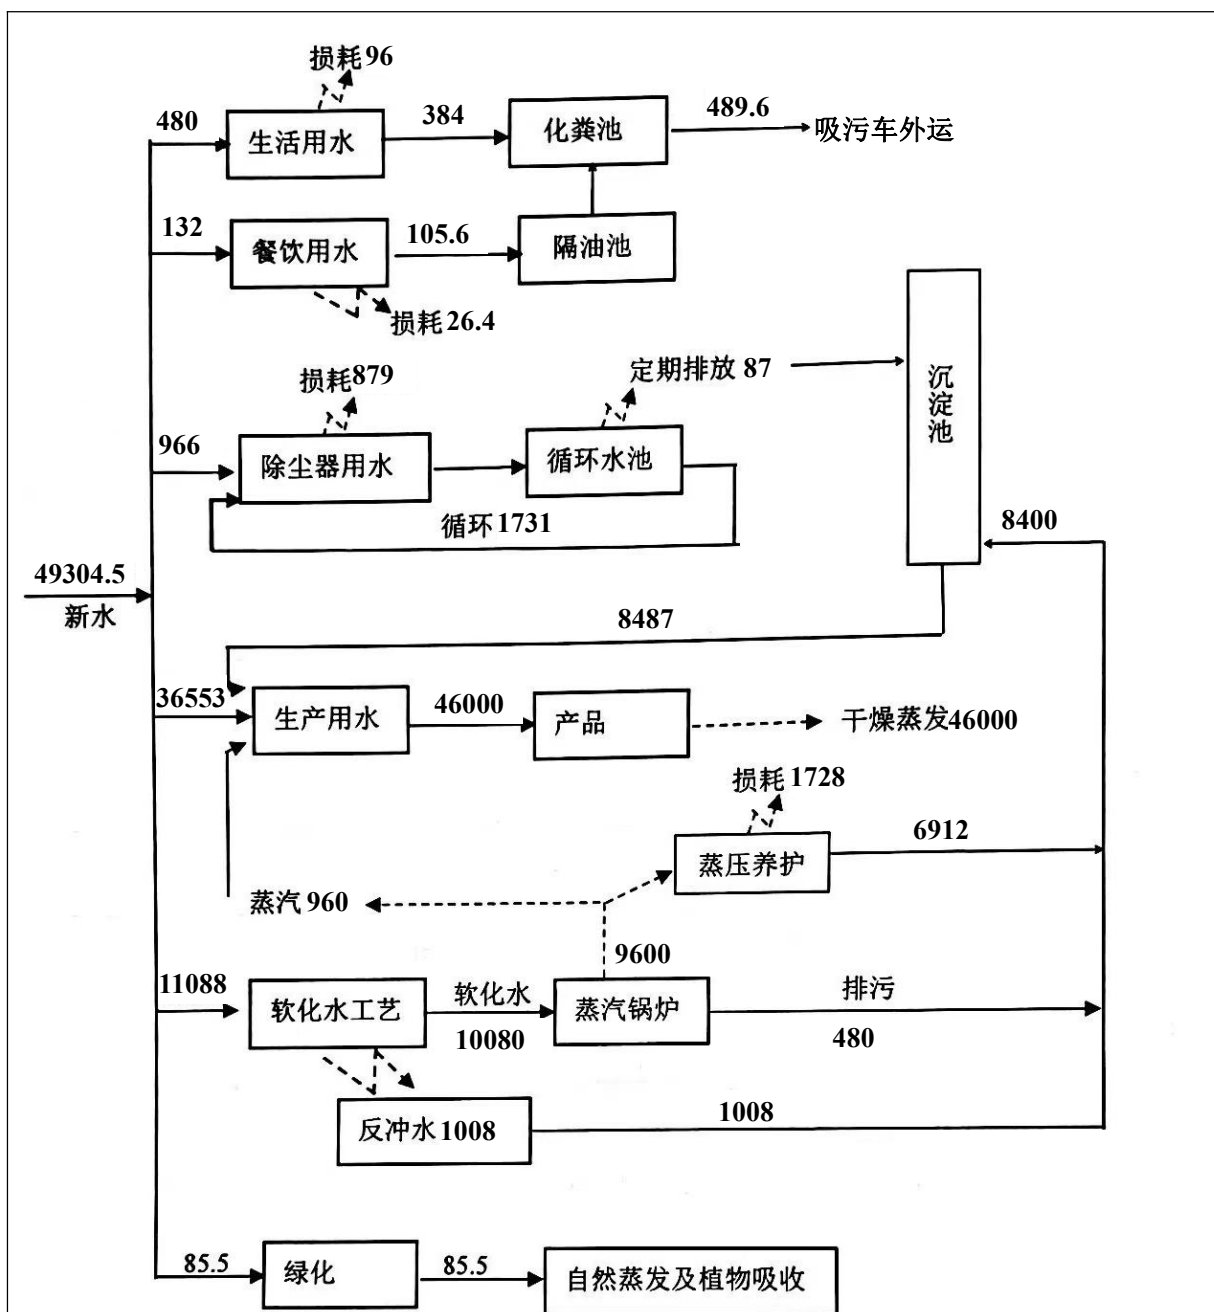 损耗96
480
生活用水
384
化粪池
489.6
吸污车外运
132
餐饮用水
105.6
隔油池
损耗26.4
损耗879
定期排放 87
沉淀池
966
除尘器用水
循环水池
循环 1731
8400
49304.5
新水
8487
36553
生产用水
46000
产品
干燥蒸发46000
损耗1728
蒸压养护
6912
蒸汽 960
9600
11088
软化水工艺
软化水
10080
蒸汽锅炉
排污
480
反冲水1008
1008
85.5
绿化
85.5
自然蒸发及植物吸收